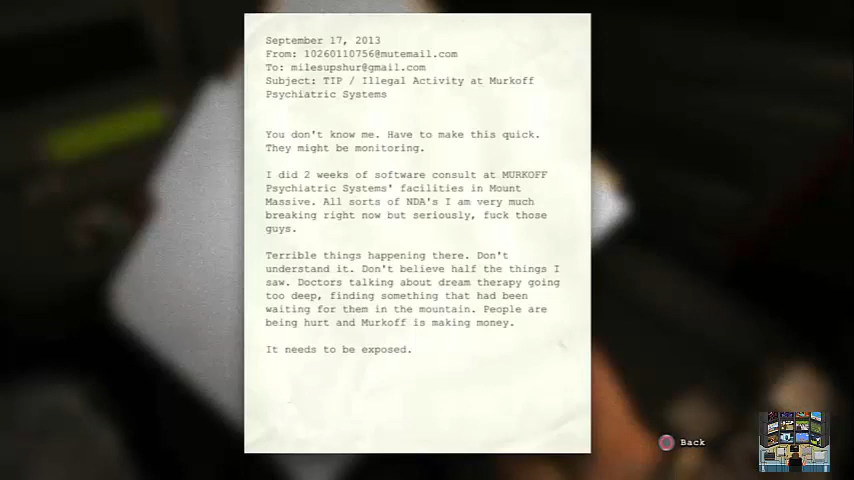 September 17, 2013
From: 10260110756@mutemail.com
To: milesupshur@gmail.com
Subject: TIP / Illegal Activity at Murkoff
Psychiatric Systems
You don't know me. Have to make this quick.
They might be monitoring.
I did 2 weeks of software consult at MURKOFF
Psychiatric Systems' facilities in Mount
Massive. All sorts of NDA's I am very much
breaking right now but seriously, fuck those
guys.
Terrible things happening there. Don't
understand it. Don't believe half the things I
saw. Doctors talking about dream therapy going
too deep, finding something that had been
waiting for them in the mountain. People are
being hurt and Murkoff is making money.
It needs to be exposed.
Back